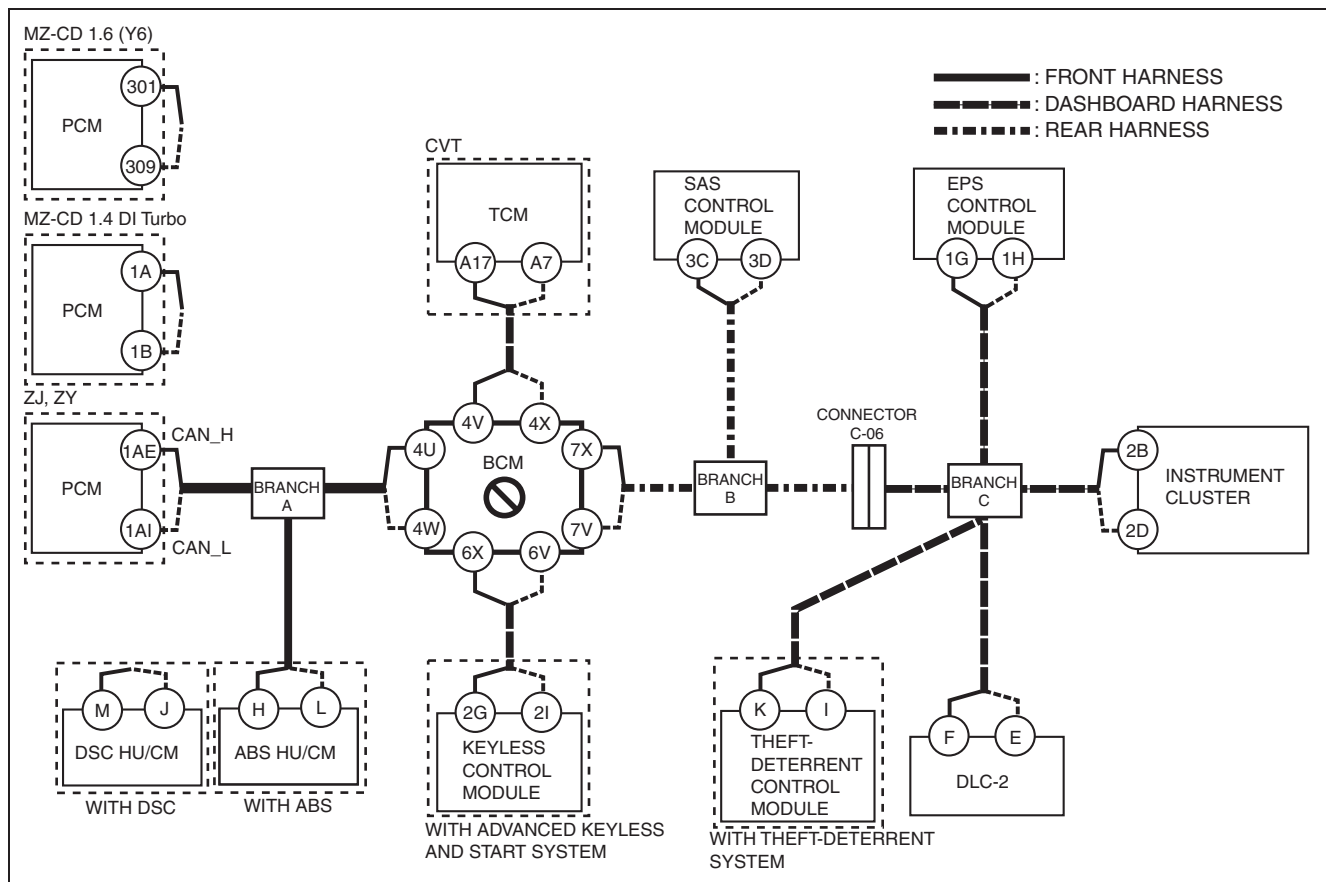 MZ-CD 1.6 (Y6)
PCM
301
309
MZ-CD 1.4 DI Turbo
PCM
1A
1B
ZJ, ZY
PCM
1AE
1AI
CAN_H
CAN_L
BRANCH
A
M
J
DSC HU/CM
WITH DSC
H
L
ABS HU/CM
WITH ABS
CVT
TCM
A17
A7
4V
4X
4U
4W
BCM
7X
7V
6X
6V
2G
2I
KEYLESS
CONTROL
MODULE
WITH ADVANCED KEYLESS
AND START SYSTEM
SAS
CONTROL
MODULE
3C
3D
BRANCH
B
CONNECTOR
C-06
: FRONT HARNESS
: DASHBOARD HARNESS
: REAR HARNESS
EPS
CONTROL
MODULE
1G
1H
BRANCH
C
2B
2D
INSTRUMENT
CLUSTER
K
I
THEFT-
DETERRENT
CONTROL
MODULE
WITH THEFT-DETERRENT
SYSTEM
F
E
DLC-2